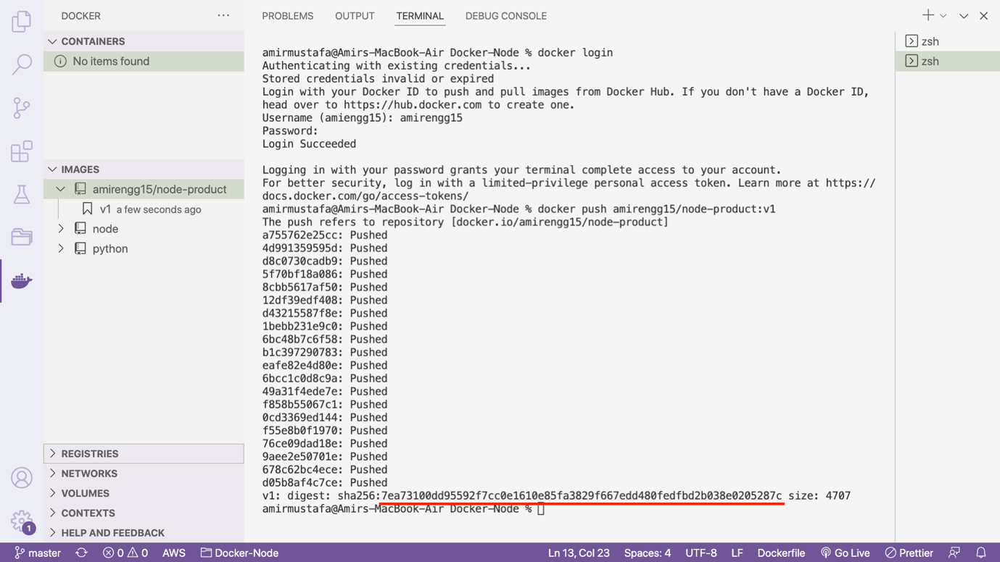 DOCKER
CONTAINERS
No items found
IMAGES
amirengg15/node-product
v1 a few seconds ago
node
python
REGISTRIES
NETWORKS
VOLUMES
CONTEXTS
HELP AND FEEDBACK
1
PROBLEMS OUTPUT TERMINAL DEBUG CONSOLE
amirmustafa@Amirs-MacBook-Air Docker-Node % docker login
Authenticating with existing credentials...
Stored credentials invalid or expired
Login with your Docker ID to push and pull images from Docker Hub. If you don't have a Docker ID,
head over to https://hub.docker.com to create one.
Username (amiengg15): amirengg15
Password:
Login Succeeded
Logging in with your password grants your terminal complete access to your account.
For better security, log in with a limited-privilege personal access token. Learn more at https://
docs.docker.com/go/access-tokens/
amirmustafa@Amirs-MacBook-Air Docker-Node % docker push amirengg15/node-product:v1
The push refers to repository [docker.io/amirengg15/node-product]
a755762e25cc: Pushed
4d991359595d: Pushed
d8c0730cadb9: Pushed
5f70bf18a086: Pushed
8cbb5617af50: Pushed
12df39edf408: Pushed
d43215587f8e: Pushed
1bebb231e9c0: Pushed
6bc48b7c6f58: Pushed
b1c397290783: Pushed
eafe82e4d80e: Pushed
6bcc1c0d8c9a: Pushed
49a31f4ede7e: Pushed
f858b55067c1: Pushed
0cd3369ed144: Pushed
f55e8b0f1970: Pushed
76ce09dad18e: Pushed
9aee2e50701e: Pushed
678c62bc4ece: Pushed
d05b8af4c7ce: Pushed
v1: digest: sha256:7ea73100dd95592f7cc0e1610e85fa3829f667edd480fedfbd2b038e0205287c size: 4707
amirmustafa@Amirs-MacBook-Air Docker-Node %
zsh
zsh
master 0 0 AWS Docker-Node Ln 13, Col 23 Spaces: 4 UTF-8 LF Dockerfile Go Live Prettier